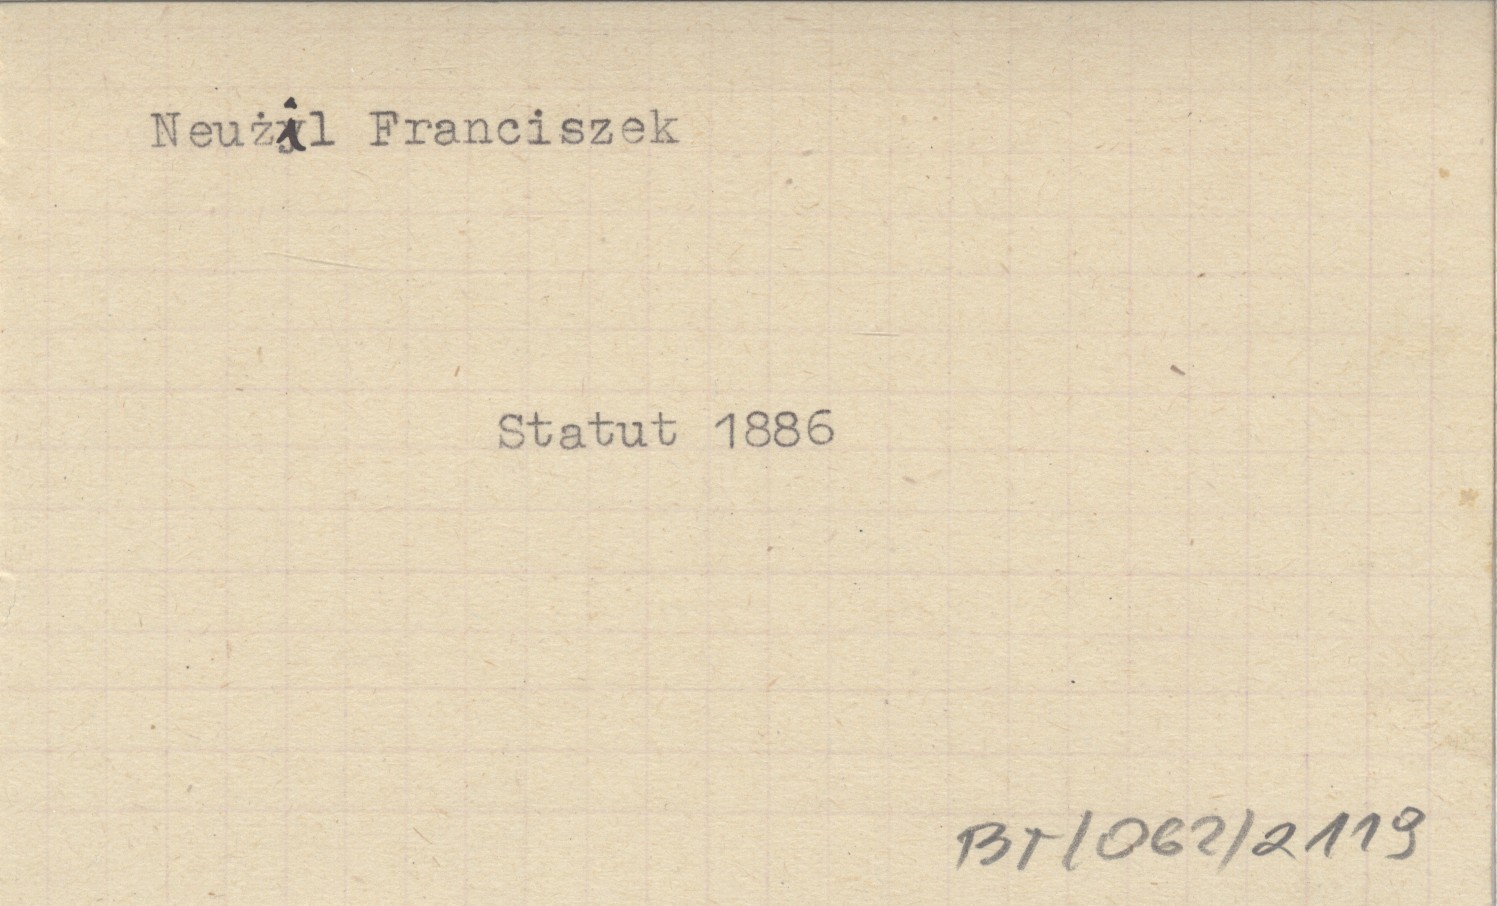 Neużil Franciszek
Statut 1886
BT/062/2119